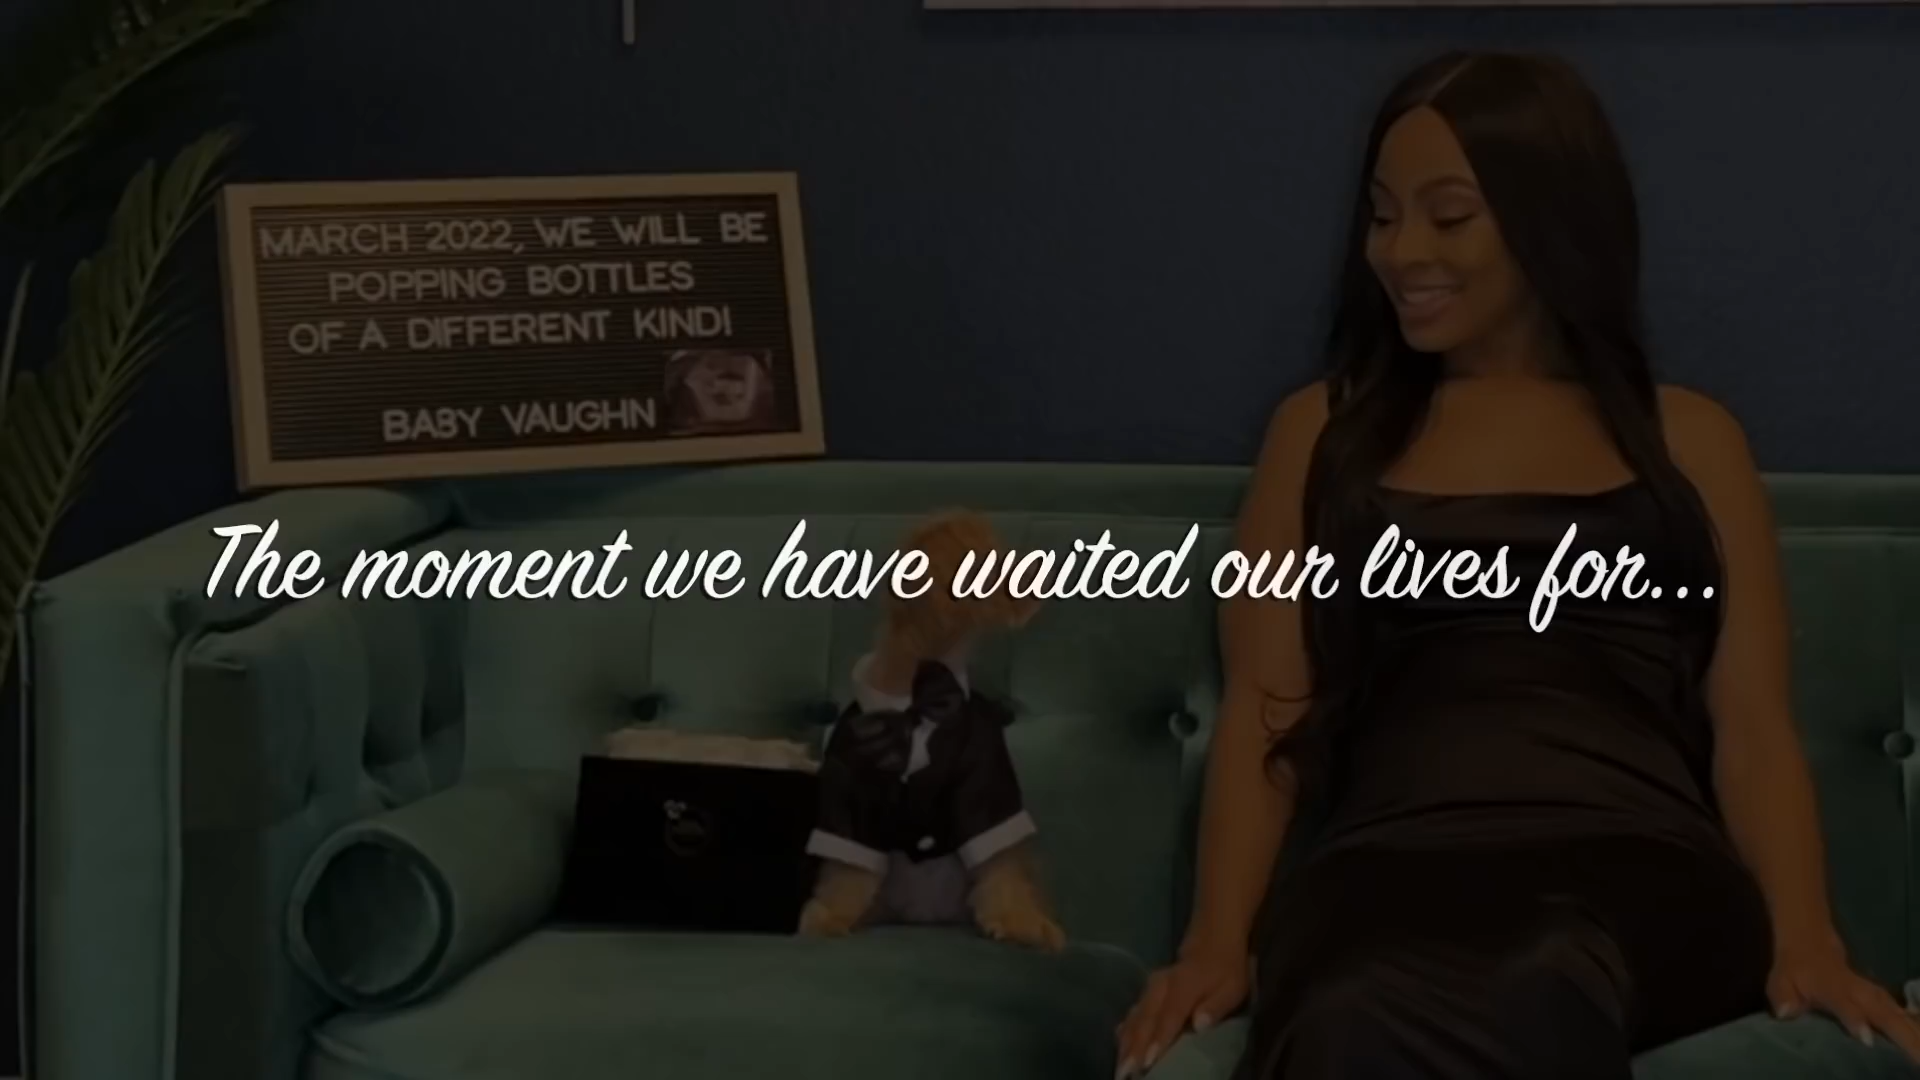 MARCH 2022, WE WILL BE
POPPING BOTTLES
OF A DIFFERENT KIND!
BABY VAUGHN
The moment we have waited our lives for...